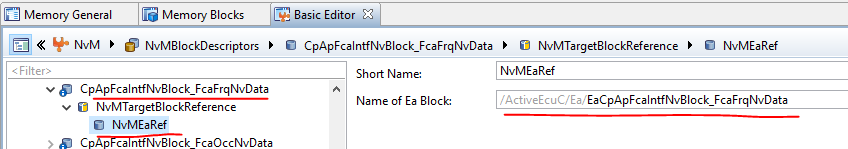 Memory General Memory Blocks Basic Editor
NvM NvMBlockDescriptors CpApFcaIntfNvBlock_FcaFrqNvData NvMTargetBlockReference NvMEaRef
<Filter>
Short Name: NvMEaRef
CpApFcaIntfNvBlock_FcaFrqNvData
Name of Ea Block: /ActiveEcuC/Ea/EaCpApFcaIntfNvBlock_FcaFrqNvData
NvMTargetBlockReference
NvMEaRef
CpApFcaIntfNvBlock_FcaOccNvData